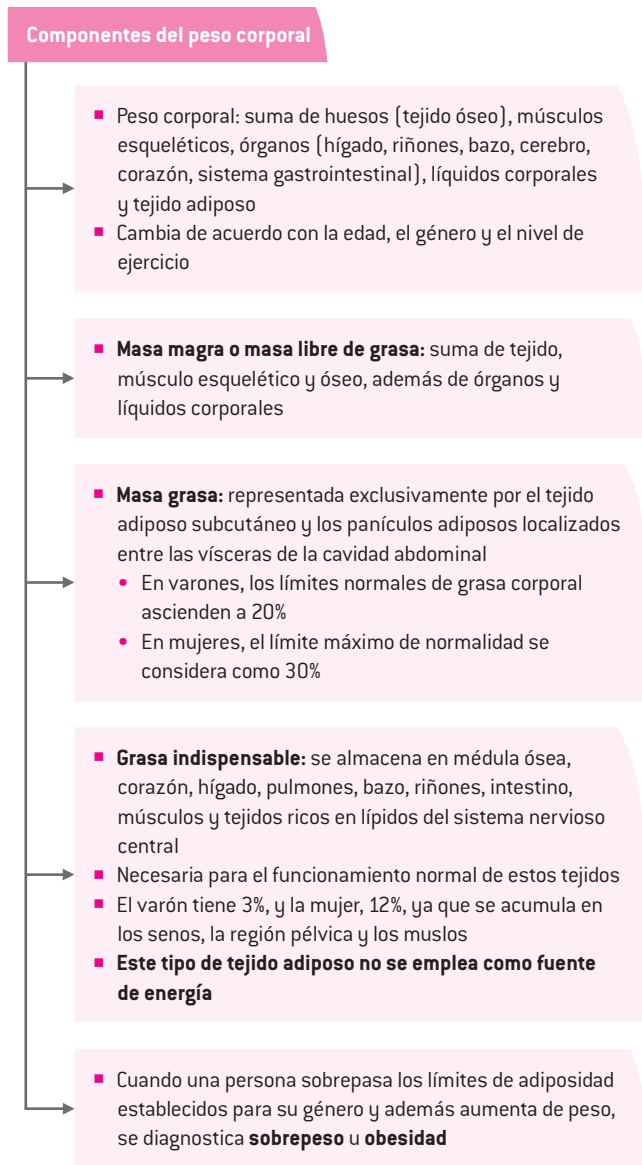 Componentes del peso corporal
▪ Peso corporal: suma de huesos (tejido óseo), músculos
esqueléticos, órganos (hígado, riñones, bazo, cerebro,
corazón, sistema gastrointestinal), líquidos corporales
y tejido adiposo
▪ Cambia de acuerdo con la edad, el género y el nivel de
ejercicio
▪ Masa magra o masa libre de grasa: suma de tejido,
músculo esquelético y óseo, además de órganos y
líquidos corporales
▪ Masa grasa: representada exclusivamente por el tejido
adiposo subcutáneo y los panículos adiposos localizados
entre las vísceras de la cavidad abdominal
• En varones, los límites normales de grasa corporal
ascienden a 20%
• En mujeres, el límite máximo de normalidad se
considera como 30%
▪ Grasa indispensable: se almacena en médula ósea,
corazón, hígado, pulmones, bazo, riñones, intestino,
músculos y tejidos ricos en lípidos del sistema nervioso
central
▪ Necesaria para el funcionamiento normal de estos tejidos
▪ El varón tiene 3%, y la mujer, 12%, ya que se acumula en
los senos, la región pélvica y los muslos
▪ Este tipo de tejido adiposo no se emplea como fuente
de energía
▪ Cuando una persona sobrepasa los límites de adiposidad
establecidos para su género y además aumenta de peso,
se diagnostica sobrepeso u obesidad